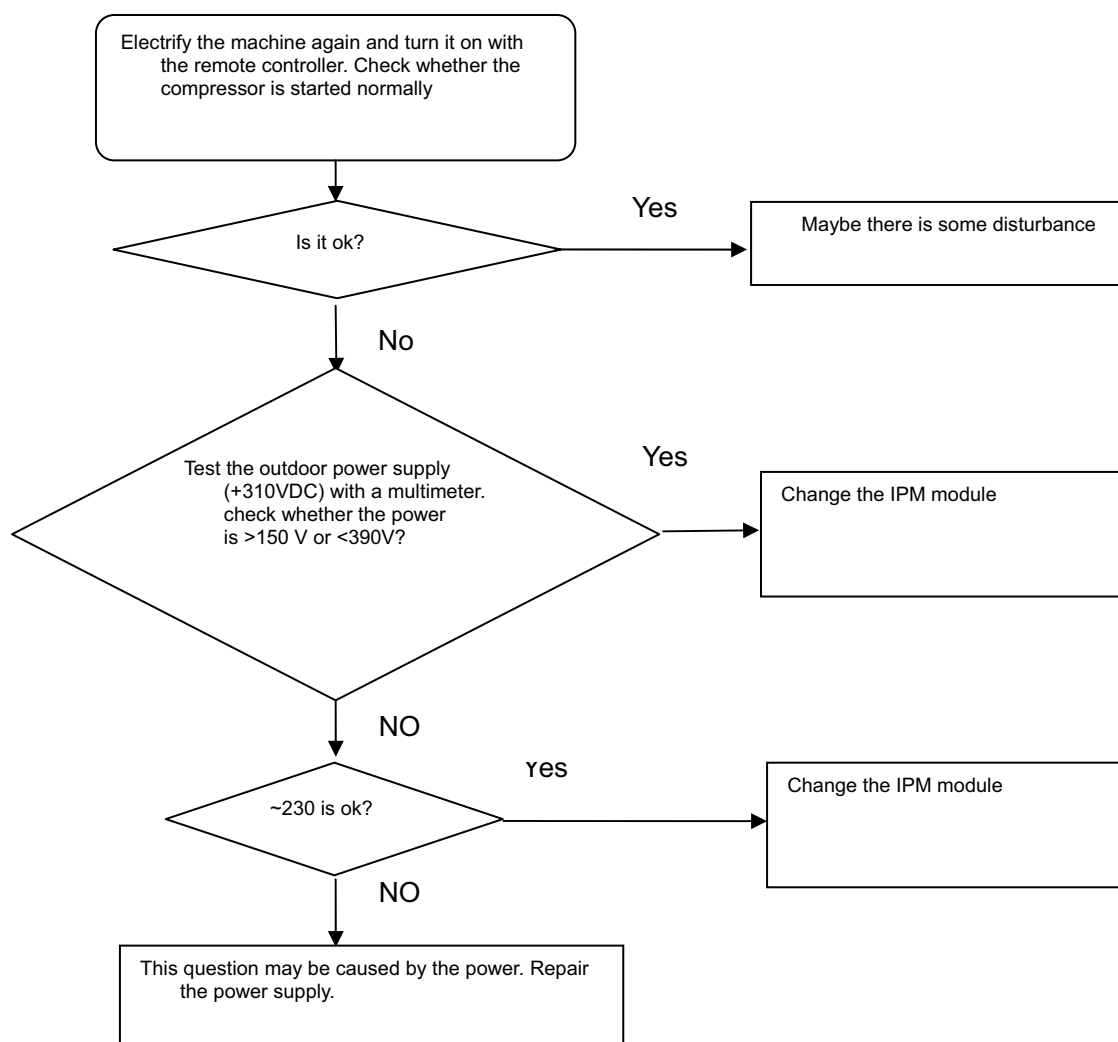 Electrify the machine again and turn it on with
the remote controller. Check whether the
compressor is started normally
Is it ok?
Yes
Maybe there is some disturbance
No
Test the outdoor power supply
(+310VDC) with a multimeter.
check whether the power
is >150 V or <390V?
Yes
Change the IPM module
NO
~230 is ok?
Yes
Change the IPM module
NO
This question may be caused by the power. Repair
the power supply.